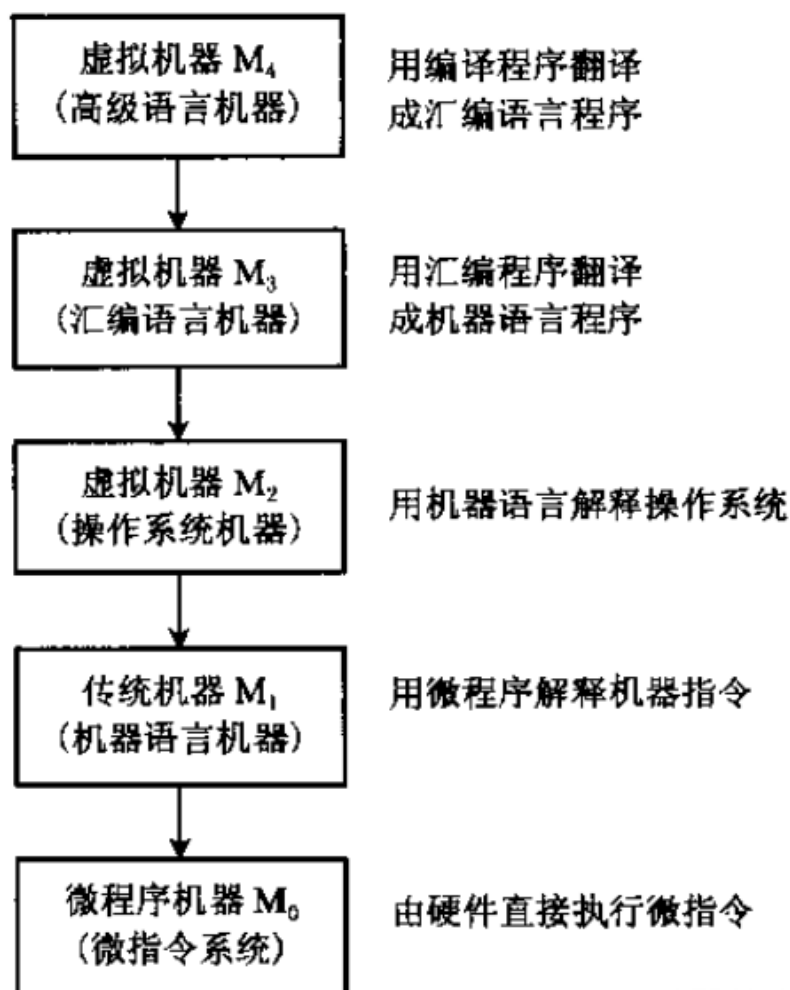 虚拟机器 M₄
(高级语言机器)
用编译程序翻译
成汇编语言程序
虚拟机器 M₃
(汇编语言机器)
用汇编程序翻译
成机器语言程序
虚拟机器 M₂
(操作系统机器)
用机器语言解释操作系统
传统机器 M₁
(机器语言机器)
用微程序解释机器指令
微程序机器 M₀
(微指令系统)
由硬件直接执行微指令